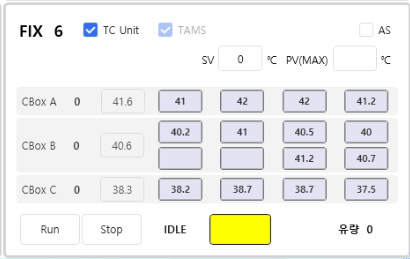 FIX 6 TC Unit TAMS AS
SV 0 ℃ PV(MAX) ℃
CBox A 0 41.6 41 42 42 41.2
40.2 41 40.5 40
CBox B 0 40.6
41.2 40.7
CBox C 0 38.3 38.2 38.7 38.7 37.5
Run Stop IDLE 유량 0